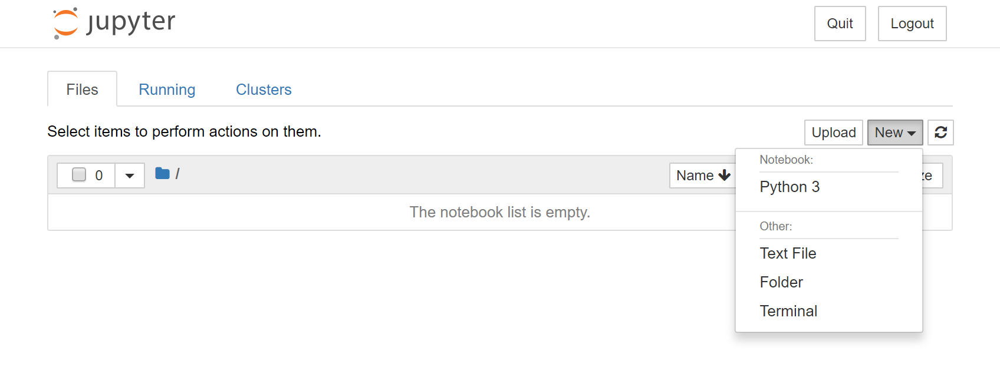 jupyter
Quit
Logout
Files
Running
Clusters
Select items to perform actions on them.
Upload
New
0
/
Name
The notebook list is empty.
Notebook:
Python 3
Other:
Text File
Folder
Terminal